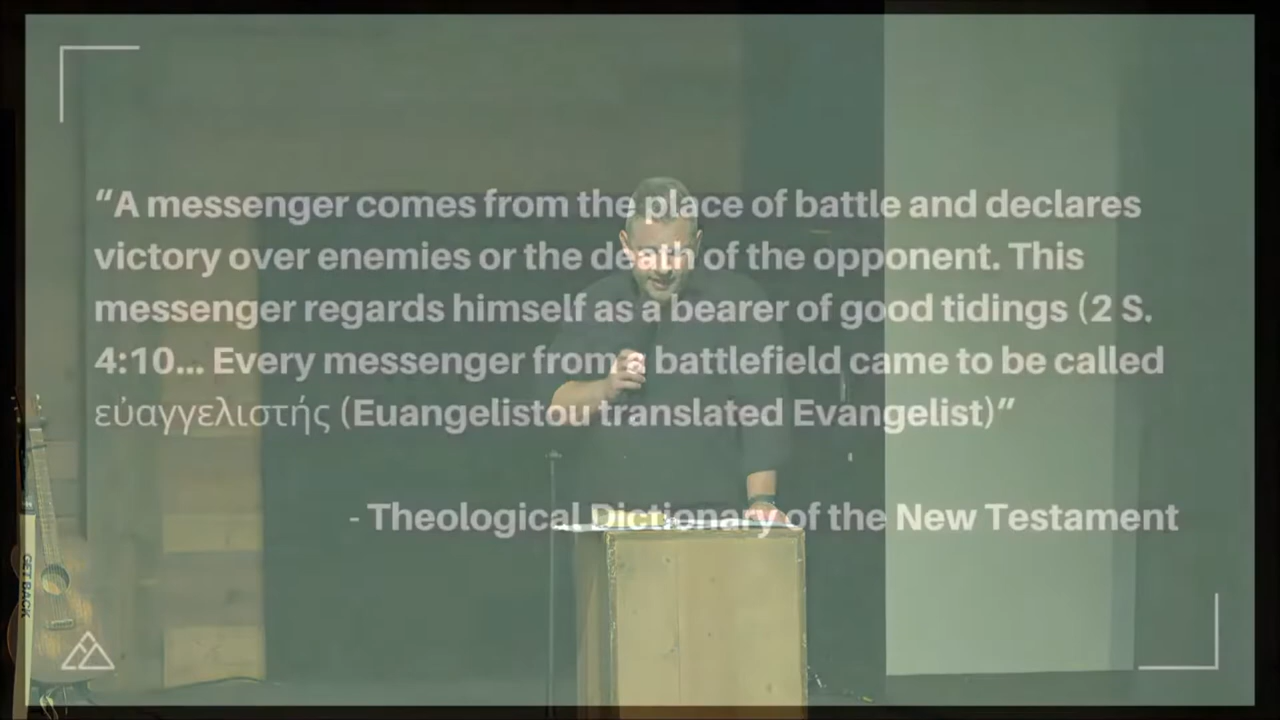 “A messenger comes from the place of battle and declares
victory over enemies or the death of the opponent. This
messenger regards himself as a bearer of good tidings (2 S.
4:10... Every messenger from a battlefield came to be called
εὐαγγελιστής (Euangelistou translated Evangelist)”
- Theological Dictionary of the New Testament
GET BACK